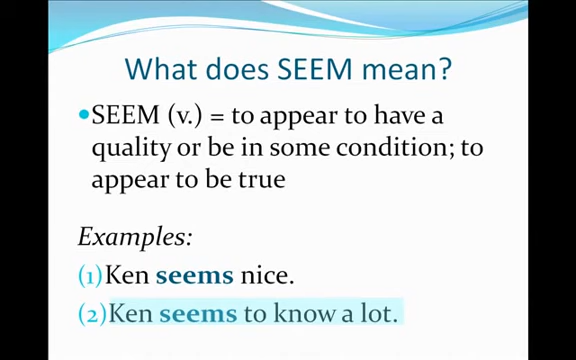 What does SEEM mean?
•SEEM (v.) = to appear to have a
quality or be in some condition; to
appear to be true
Examples:
(1)Ken seems nice.
(2)Ken seems to know a lot.